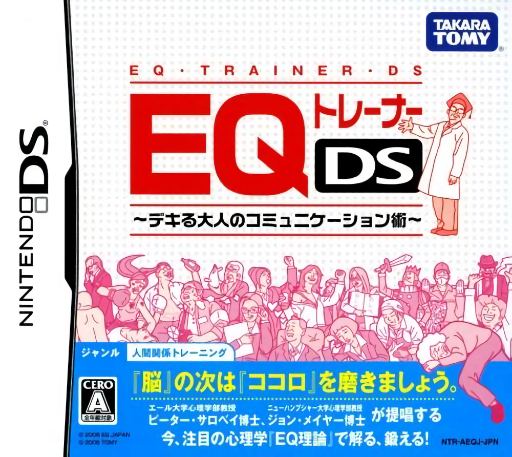 TAKARA
TOMY
NINTENDO DS
EQ・TRAINER・DS
EQトレーナー
DS
～デキる大人のコミュニケーション術～
ジャンル 人間関係トレーニング
『脳』の次は『ココロ』を磨きましょう。
エール大学心理学部教授 ニューハンプシャー大学心理学部教授
ピーター・サロベイ博士、ジョン・メイヤー博士が提唱する
今、注目の心理学『EQ理論』で解る、鍛える!
CERO
A
全年齢対象
© 2008 EQ JAPAN
© 2008 TOMY
NTR-AEQJ-JPN